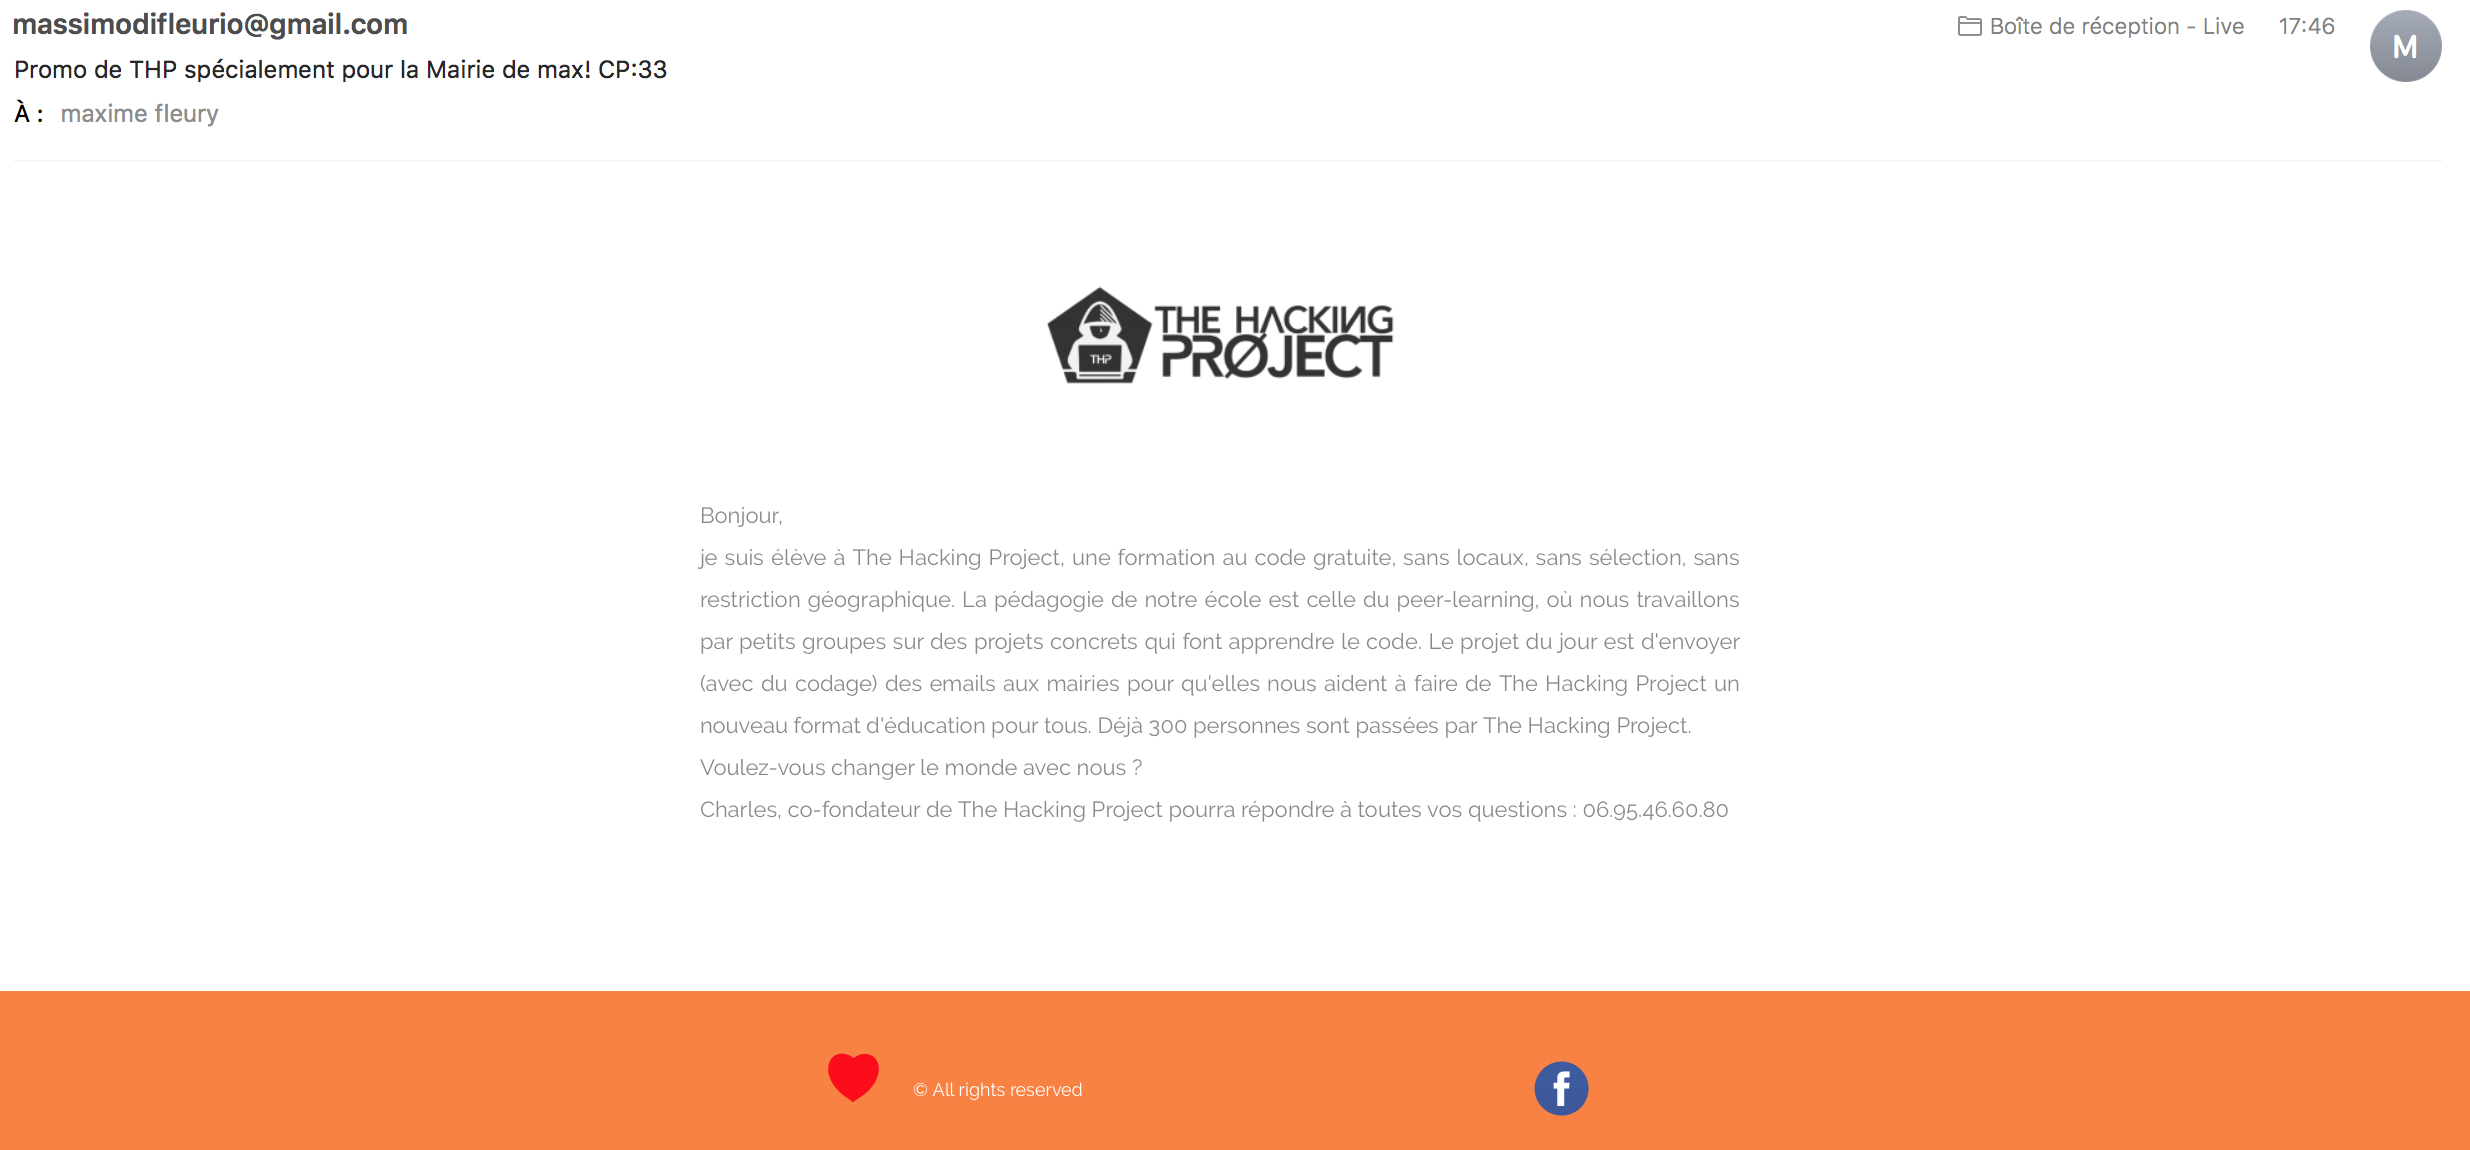 massimodifleurio@gmail.com
Boîte de réception - Live 17:46
M
Promo de THP spécialement pour la Mairie de max! CP:33
À : maxime fleury
THP
THE HACKING
PRØJECT
Bonjour,
je suis élève à The Hacking Project, une formation au code gratuite, sans locaux, sans sélection, sans
restriction géographique. La pédagogie de notre école est celle du peer-learning, où nous travaillons
par petits groupes sur des projets concrets qui font apprendre le code. Le projet du jour est d'envoyer
(avec du codage) des emails aux mairies pour qu'elles nous aident à faire de The Hacking Project un
nouveau format d'éducation pour tous. Déjà 300 personnes sont passées par The Hacking Project.
Voulez-vous changer le monde avec nous ?
Charles, co-fondateur de The Hacking Project pourra répondre à toutes vos questions : 06.95.46.60.80
© All rights reserved
f